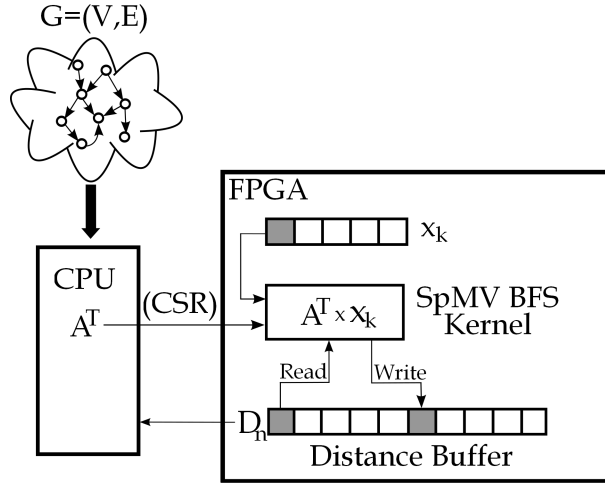 G=(V,E)
FPGA
x_k
CPU
(CSR)
A^T
A^T x x_k
SpMV BFS
Kernel
Read
Write
D_n
Distance Buffer